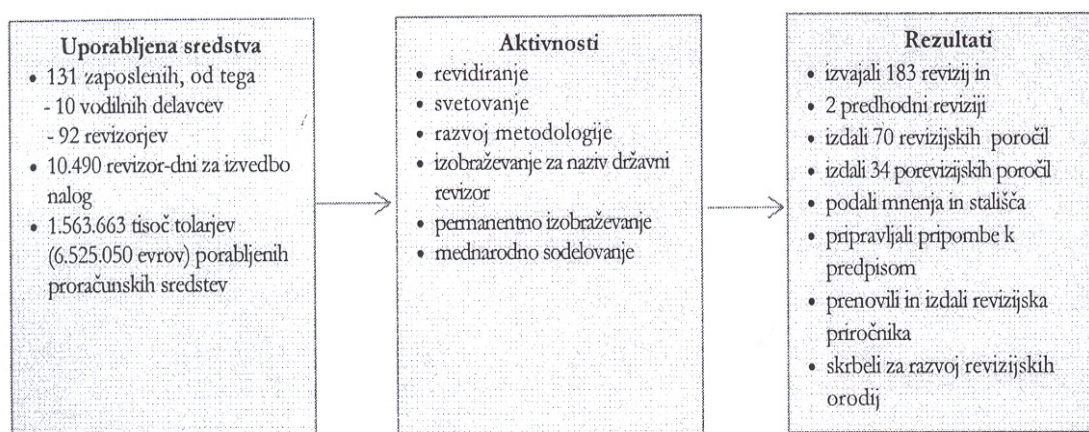 Uporabljena sredstva
• 131 zaposlenih, od tega
- 10 vodilnih delavcev
- 92 revizorjev
• 10.490 revizor-dni za izvedbo
nalog
• 1.563.663 tisoč tolarjev
(6.525.050 evrov) porabljenih
proračunskih sredstev
Aktivnosti
• revidiranje
• svetovanje
• razvoj metodologije
• izobraževanje za naziv državni
revizor
• permanentno izobraževanje
• mednarodno sodelovanje
Rezultati
• izvajali 183 revizij in
• 2 predhodni reviziji
• izdali 70 revizijskih poročil
• izdali 34 porevizijskih poročil
• podali mnenja in stališča
• pripravljali pripombe k
predpisom
• prenovili in izdali revizijska
priročnika
• skrbeli za razvoj revizijskih
orodij